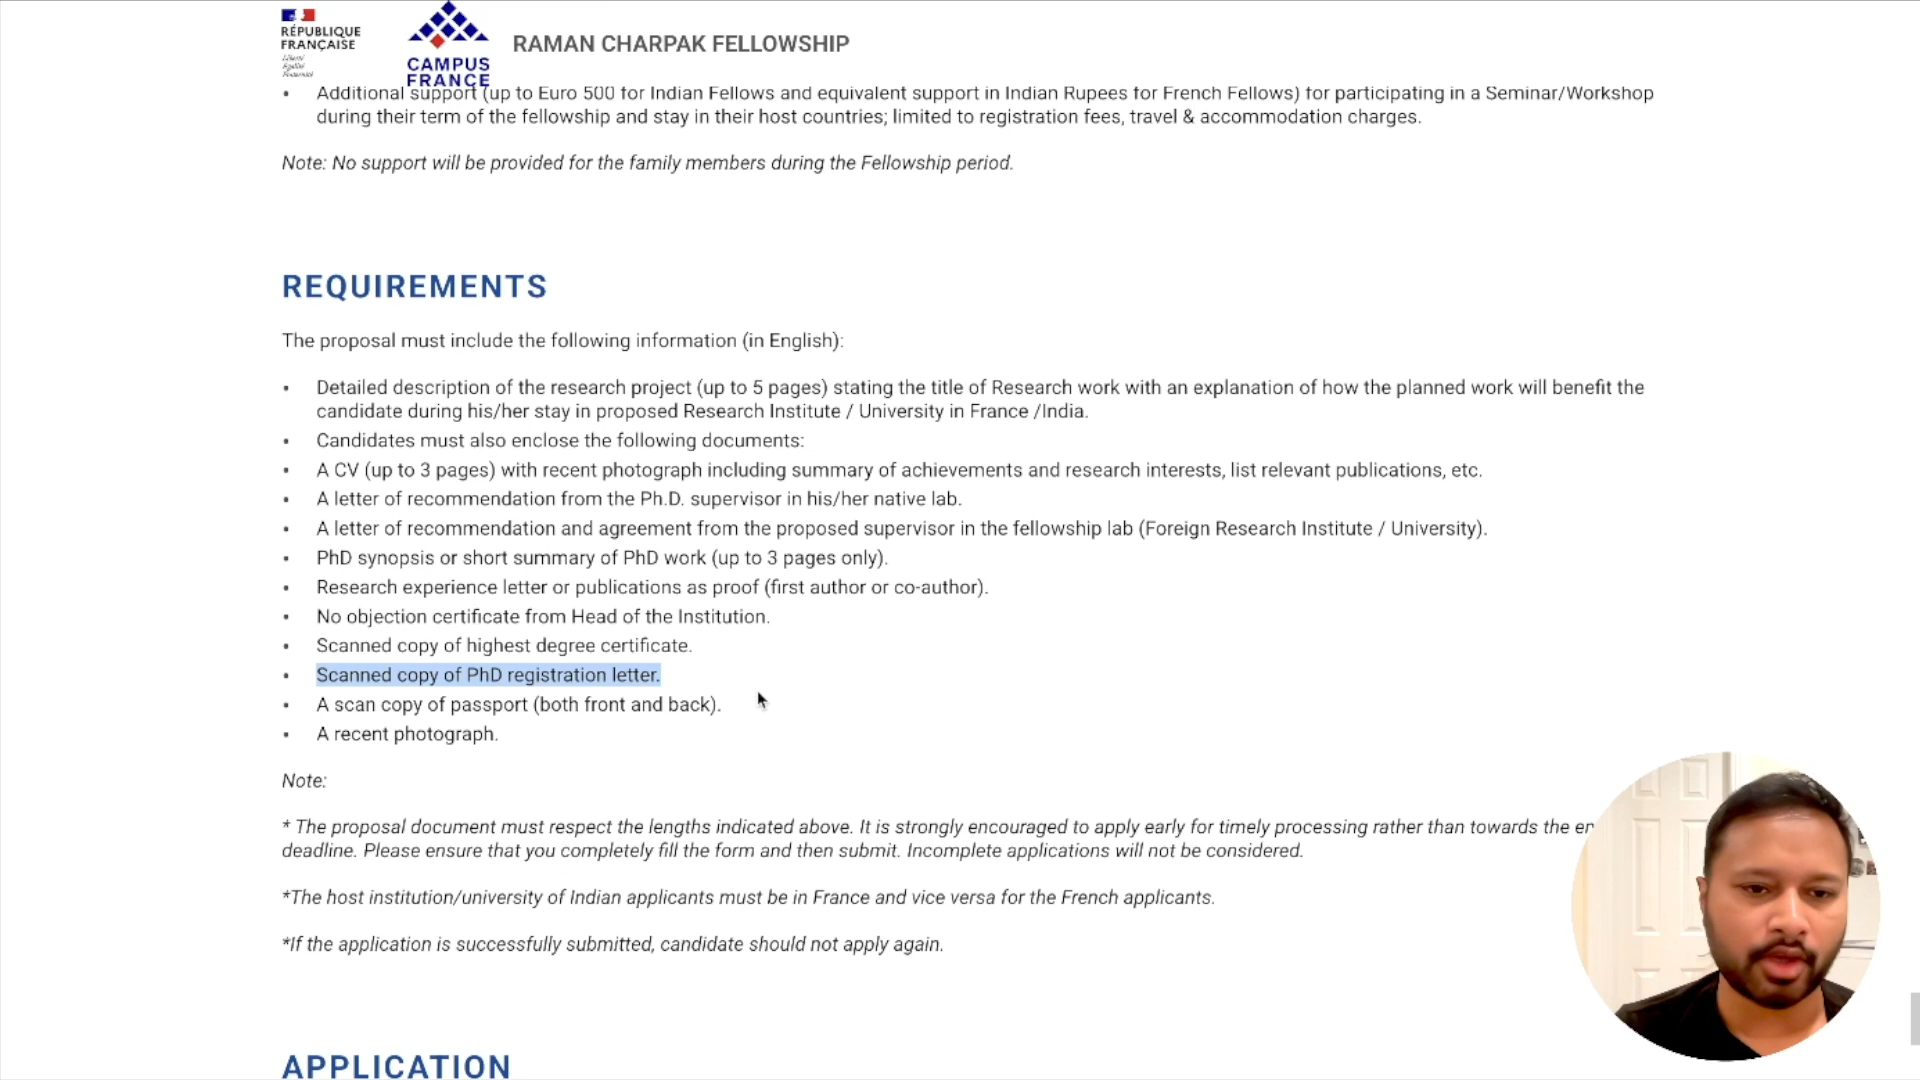 RÉPUBLIQUE
FRANÇAISE
Liberté
Égalité
Fraternité
CAMPUS
FRANCE
RAMAN CHARPAK FELLOWSHIP
• Additional support (up to Euro 500 for Indian Fellows and equivalent support in Indian Rupees for French Fellows) for participating in a Seminar/Workshop
during their term of the fellowship and stay in their host countries; limited to registration fees, travel & accommodation charges.
Note: No support will be provided for the family members during the Fellowship period.
REQUIREMENTS
The proposal must include the following information (in English):
• Detailed description of the research project (up to 5 pages) stating the title of Research work with an explanation of how the planned work will benefit the
candidate during his/her stay in proposed Research Institute / University in France /India.
• Candidates must also enclose the following documents:
• A CV (up to 3 pages) with recent photograph including summary of achievements and research interests, list relevant publications, etc.
• A letter of recommendation from the Ph.D. supervisor in his/her native lab.
• A letter of recommendation and agreement from the proposed supervisor in the fellowship lab (Foreign Research Institute / University).
• PhD synopsis or short summary of PhD work (up to 3 pages only).
• Research experience letter or publications as proof (first author or co-author).
• No objection certificate from Head of the Institution.
• Scanned copy of highest degree certificate.
• Scanned copy of PhD registration letter.
• A scan copy of passport (both front and back).
• A recent photograph.
Note:
* The proposal document must respect the lengths indicated above. It is strongly encouraged to apply early for timely processing rather than towards the
deadline. Please ensure that you completely fill the form and then submit. Incomplete applications will not be considered.
*The host institution/university of Indian applicants must be in France and vice versa for the French applicants.
*If the application is successfully submitted, candidate should not apply again.
APPLICATION